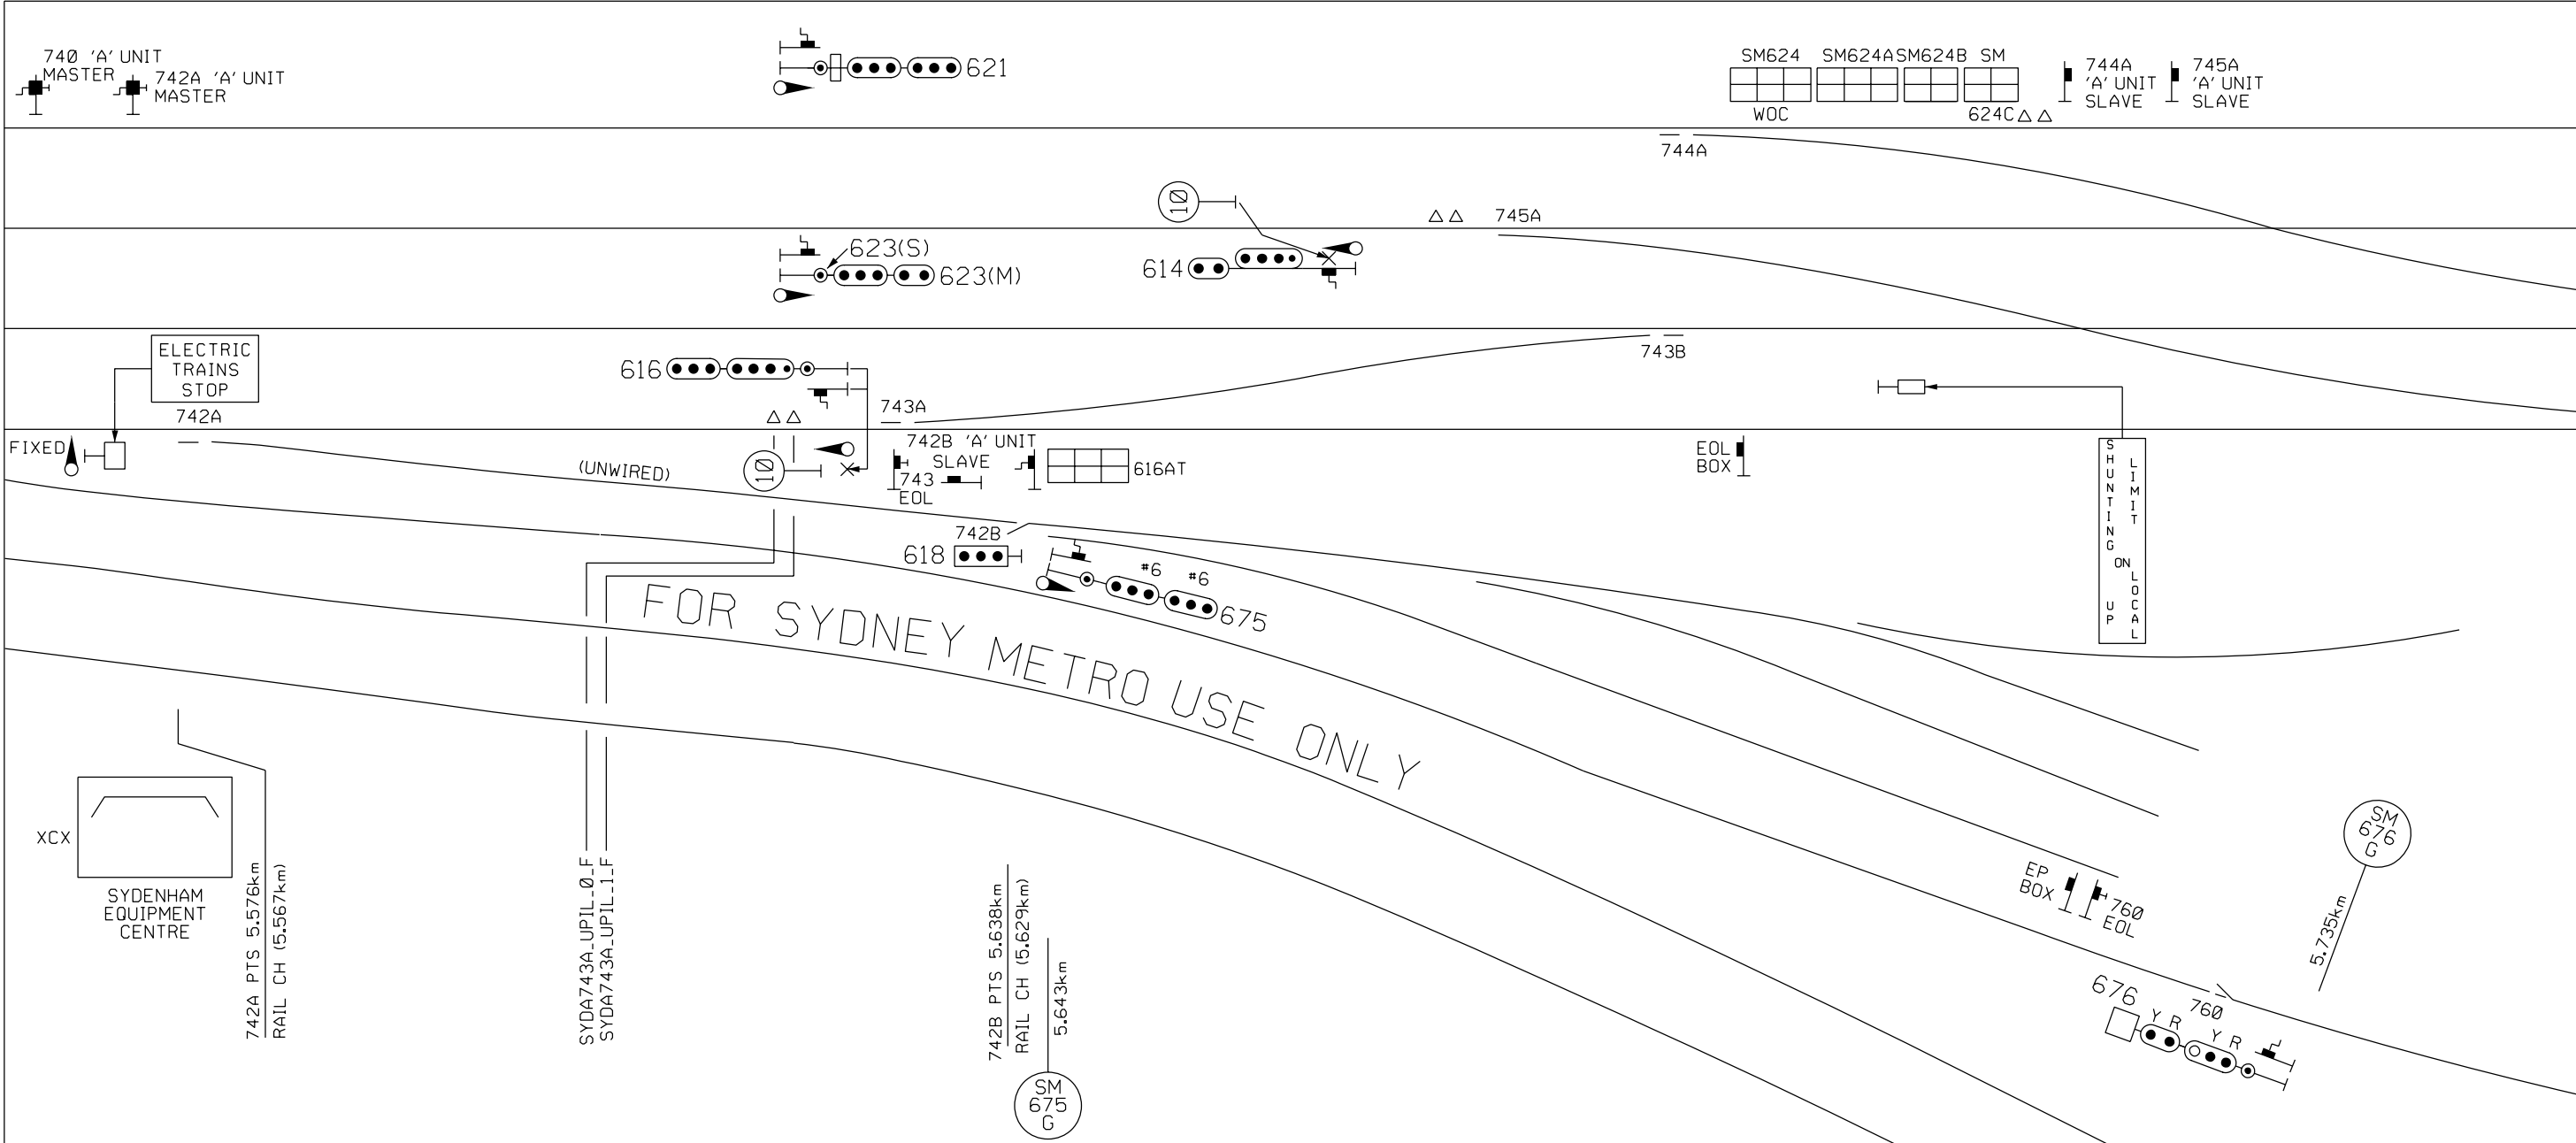 740 'A' UNIT
MASTER
742A 'A' UNIT
MASTER
621
SM624
SM624A
SM624B
SM
WOC
624C
744A
'A' UNIT
SLAVE
745A
'A' UNIT
SLAVE
744A
10
745A
623(S)
623(M)
614
ELECTRIC
TRAINS
STOP
616
743B
742A
743A
FIXED
(UNWIRED)
10
742B 'A' UNIT
SLAVE
743
EOL
616AT
EOL
BOX
SHUNTING
LIMIT
ON
UP
LOCAL
742B
618
#6
#6
675
FOR SYDNEY METRO USE ONLY
XCX
SYDENHAM
EQUIPMENT
CENTRE
742A PTS 5.576km
RAIL CH (5.567km)
SYDA743A_UPIL_0_F
SYDA743A_UPIL_1_F
742B PTS 5.638km
RAIL CH (5.629km)
5.643km
SM
675
G
EP
BOX
760
EOL
SM
676
G
5.735km
676
760
Y R
Y R